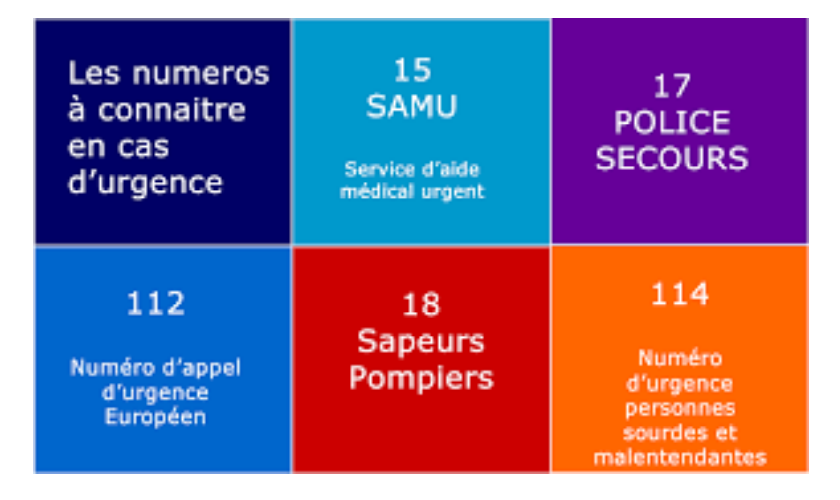 Les numeros
à connaitre
en cas
d'urgence
15
SAMU
Service d'aide
médical urgent
17
POLICE
SECOURS
112
Numéro d'appel
d'urgence
Européen
18
Sapeurs
Pompiers
114
Numéro
d'urgence
personnes
sourdes et
malentendantes